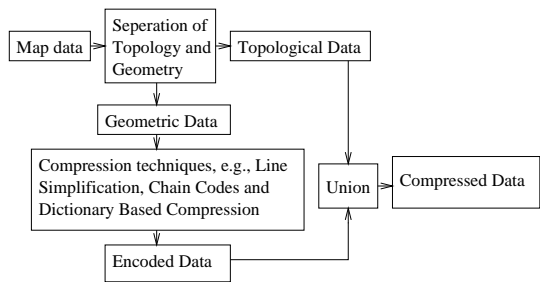 Map data
Seperation of
Topology and
Geometry
Topological Data
Geometric Data
Compression techniques, e.g., Line
Simplification, Chain Codes and
Dictionary Based Compression
Union
Compressed Data
Encoded Data